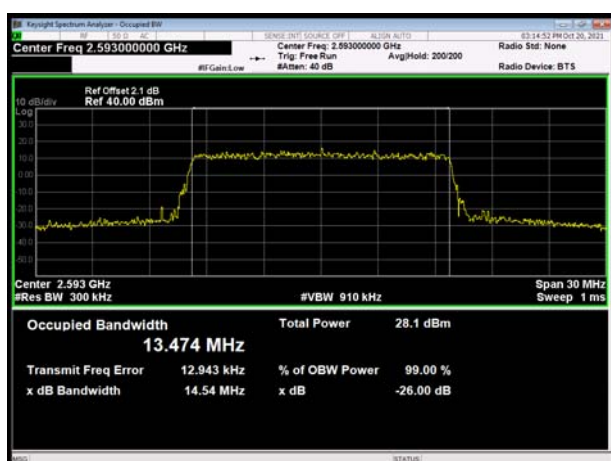 Keysight Spectrum Analyzer - Occupied BW
RF 50 Ω AC SENSE:INT SOURCE OFF ALIGN AUTO 03:14:52 PM Oct 20, 2021
Center Freq 2.593000000 GHz Center Freq: 2.593000000 GHz Radio Std: None
Trig: Free Run Avg|Hold: 200/200
#IFGain:Low #Atten: 40 dB Radio Device: BTS
Ref Offset 2.1 dB
10 dB/div Ref 40.00 dBm
Log
30.0
20.0
10.0
0.00
-10.0
-20.0
-30.0
-40.0
-50.0
Center 2.593 GHz Span 30 MHz
#Res BW 300 kHz #VBW 910 kHz Sweep 1 ms
Occupied Bandwidth Total Power 28.1 dBm
13.474 MHz
Transmit Freq Error 12.943 kHz % of OBW Power 99.00 %
x dB Bandwidth 14.54 MHz x dB -26.00 dB
MSG STATUS